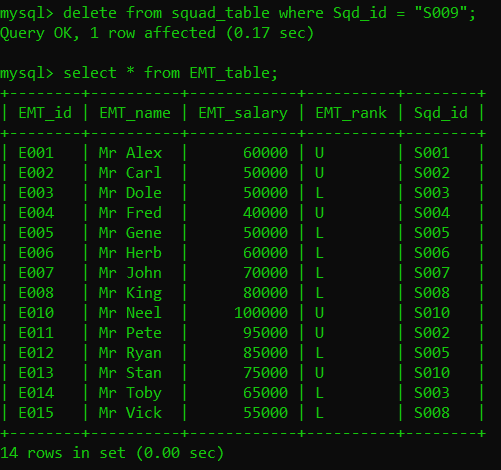 mysql> delete from squad_table where Sqd_id = "S009";
Query OK, 1 row affected (0.17 sec)
mysql> select * from EMT_table;
+--------+----------+------------+----------+--------+
| EMT_id | EMT_name | EMT_salary | EMT_rank | Sqd_id |
+--------+----------+------------+----------+--------+
| E001   | Mr Alex  |      60000 | U        | S001   |
| E002   | Mr Carl  |      50000 | U        | S002   |
| E003   | Mr Dole  |      50000 | L        | S003   |
| E004   | Mr Fred  |      40000 | U        | S004   |
| E005   | Mr Gene  |      50000 | L        | S005   |
| E006   | Mr Herb  |      60000 | L        | S006   |
| E007   | Mr John  |      70000 | L        | S007   |
| E008   | Mr King  |      80000 | L        | S008   |
| E010   | Mr Neel  |     100000 | U        | S010   |
| E011   | Mr Pete  |      95000 | U        | S002   |
| E012   | Mr Ryan  |      85000 | L        | S005   |
| E013   | Mr Stan  |      75000 | U        | S010   |
| E014   | Mr Toby  |      65000 | L        | S003   |
| E015   | Mr Vick  |      55000 | L        | S008   |
+--------+----------+------------+----------+--------+
14 rows in set (0.00 sec)